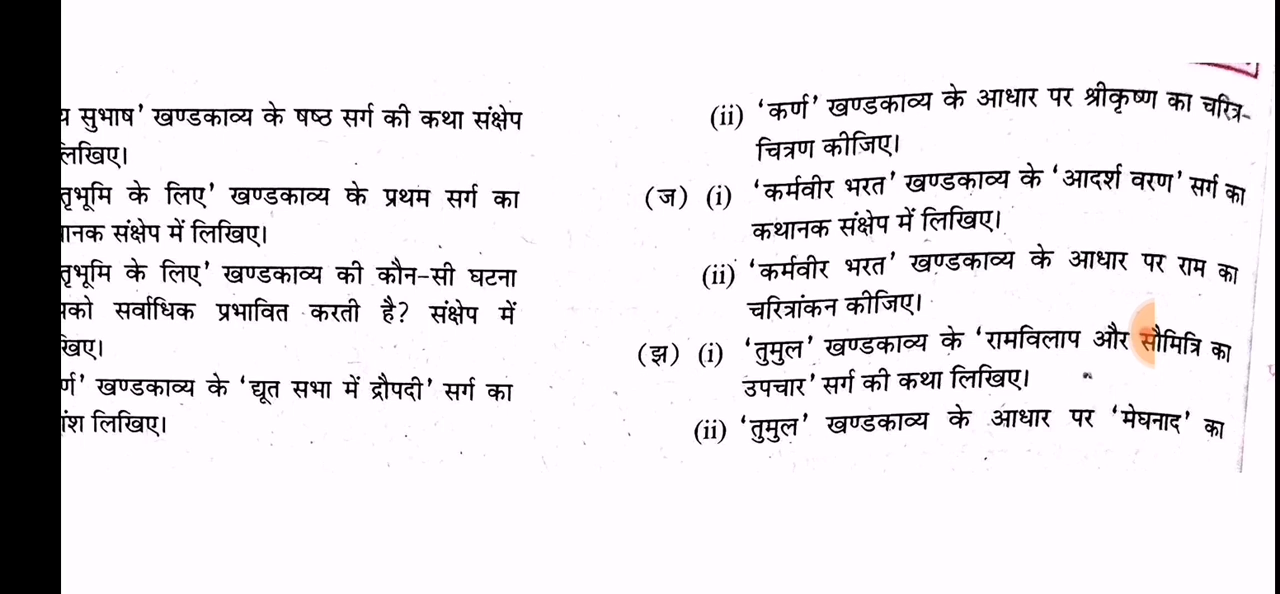 य सुभाष' खण्डकाव्य के षष्ठ सर्ग की कथा संक्षेप
लिखिए।
तृभूमि के लिए' खण्डकाव्य के प्रथम सर्ग का
ानक संक्षेप में लिखिए।
तृभूमि के लिए' खण्डकाव्य की कौन-सी घटना
पको सर्वाधिक प्रभावित करती है? संक्षेप में
खिए।
र्ण' खण्डकाव्य के 'द्यूत सभा में द्रौपदी' सर्ग का
ांश लिखिए।
(ii) 'कर्ण' खण्डकाव्य के आधार पर श्रीकृष्ण का चरित्र-
चित्रण कीजिए।
(ज) (i) 'कर्मवीर भरत' खण्डकाव्य के 'आदर्श वरण' सर्ग का
कथानक संक्षेप में लिखिए।
(ii) 'कर्मवीर भरत' खण्डकाव्य के आधार पर राम का
चरित्रांकन कीजिए।
(झ) (i) 'तुमुल' खण्डकाव्य के 'रामविलाप और सौमित्रि का
उपचार' सर्ग की कथा लिखिए।
(ii) 'तुमुल' खण्डकाव्य के आधार पर 'मेघनाद' का